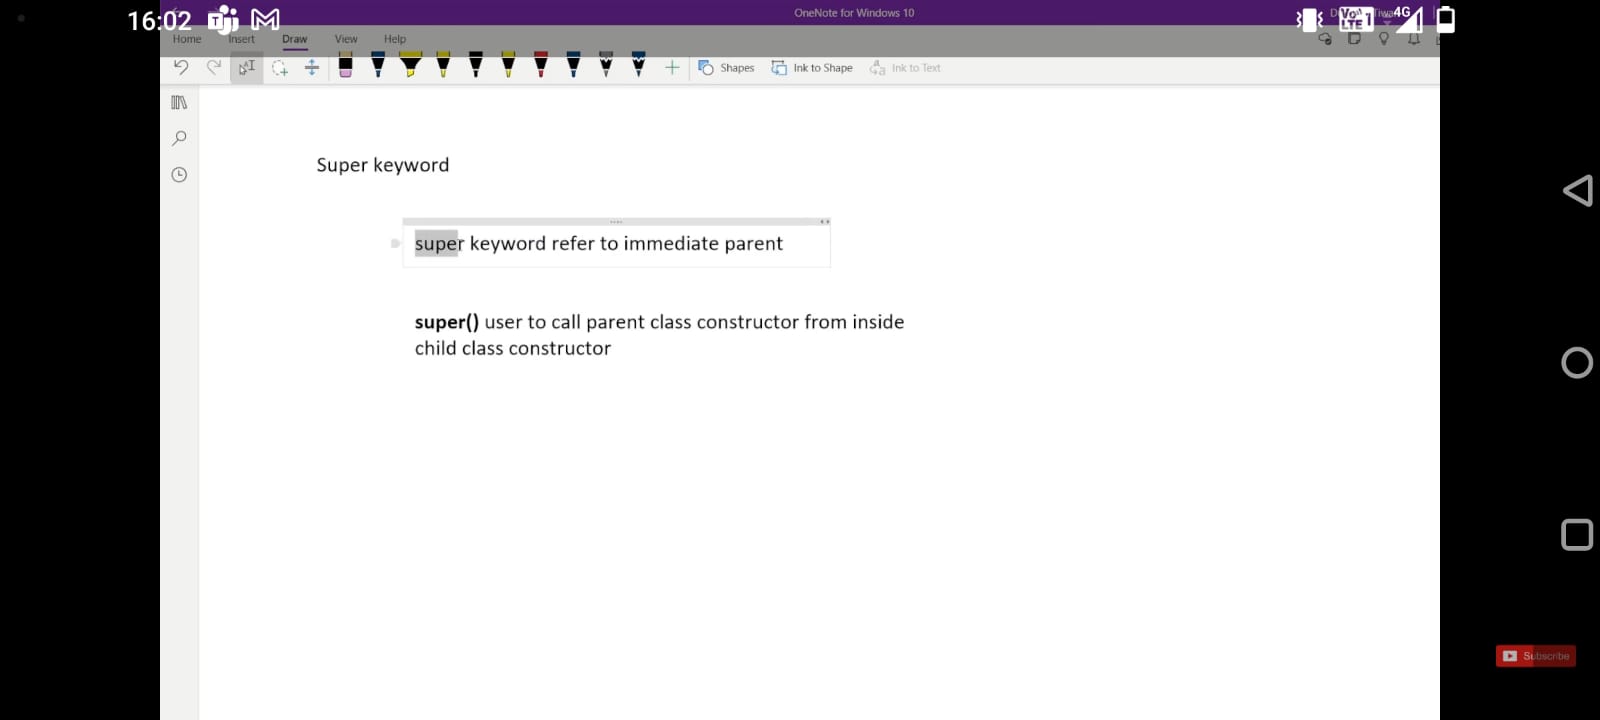 16:02
OneNote for Windows 10
VoLTE 1 4G
Home Insert Draw View Help
Shapes Ink to Shape Ink to Text
Super keyword
super keyword refer to immediate parent
super() user to call parent class constructor from inside
child class constructor
Subscribe